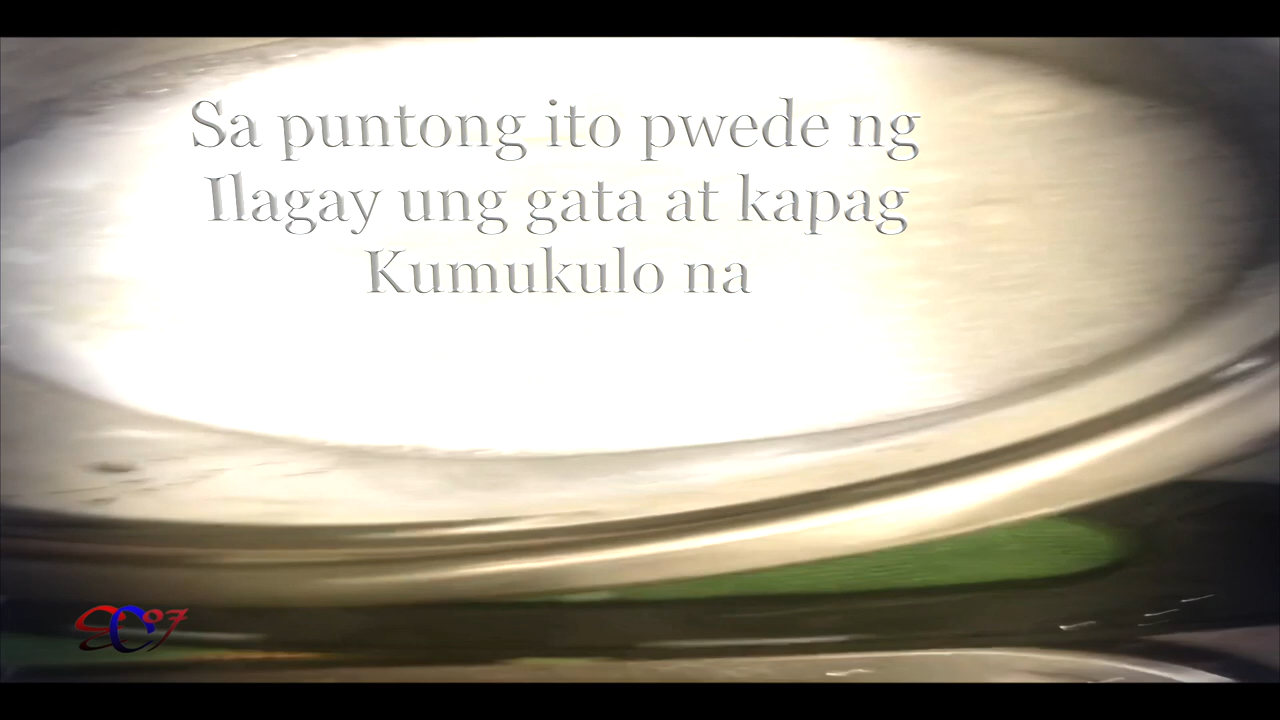 Sa puntong ito pwede ng
Ilagay ung gata at kapag
Kumukulo na